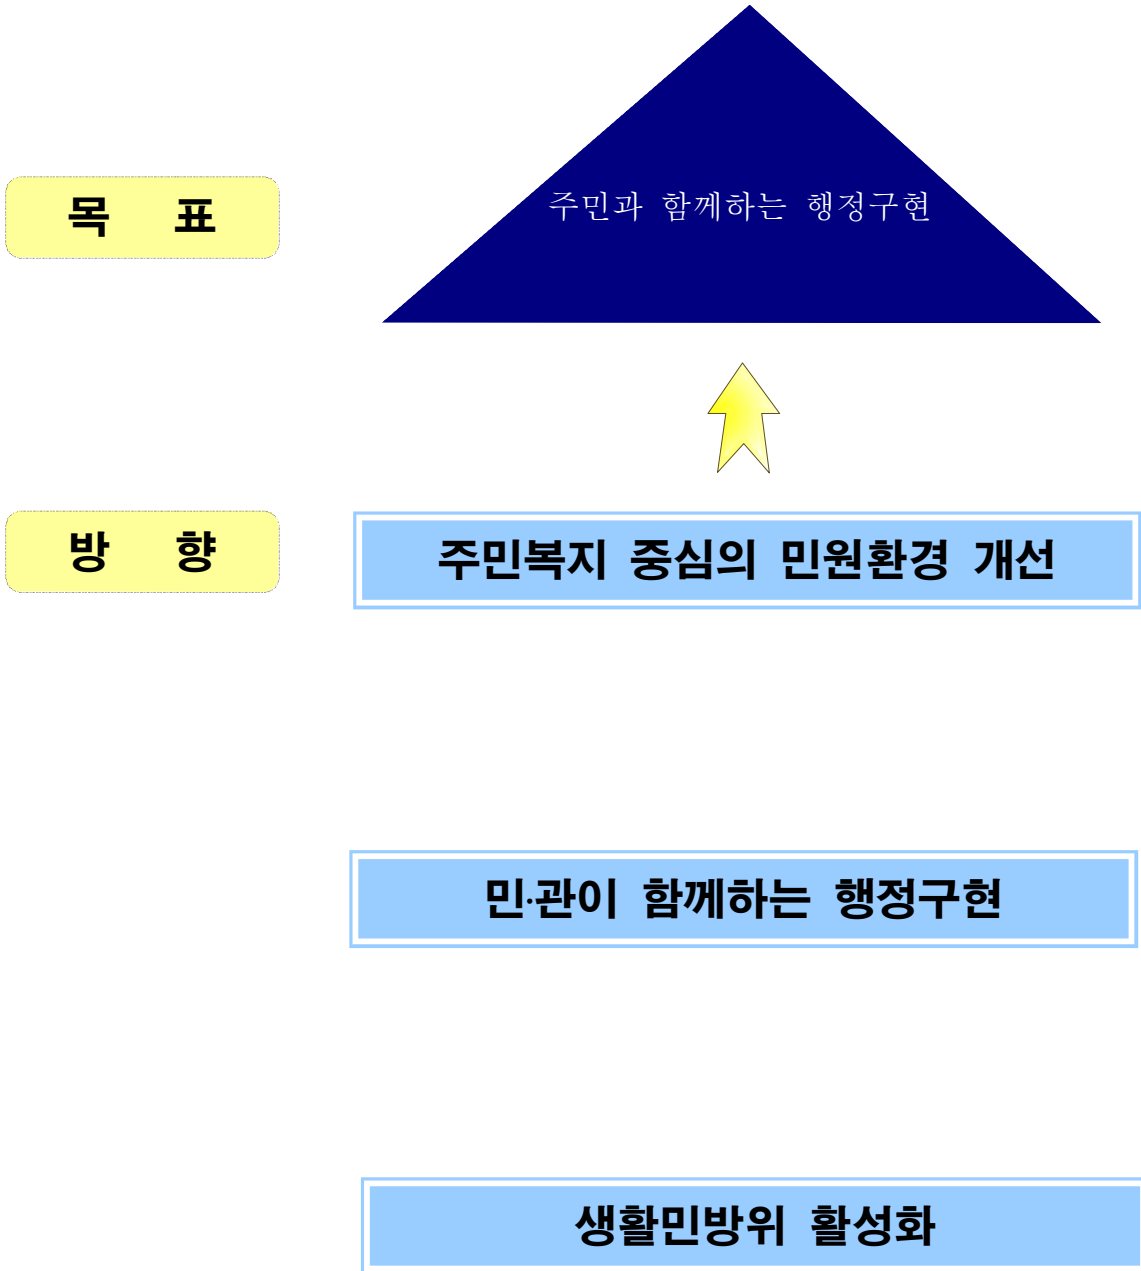 주민과 함께하는 행정구현
목 표
방 향
주민복지 중심의 민원환경 개선
민·관이 함께하는 행정구현
생활민방위 활성화